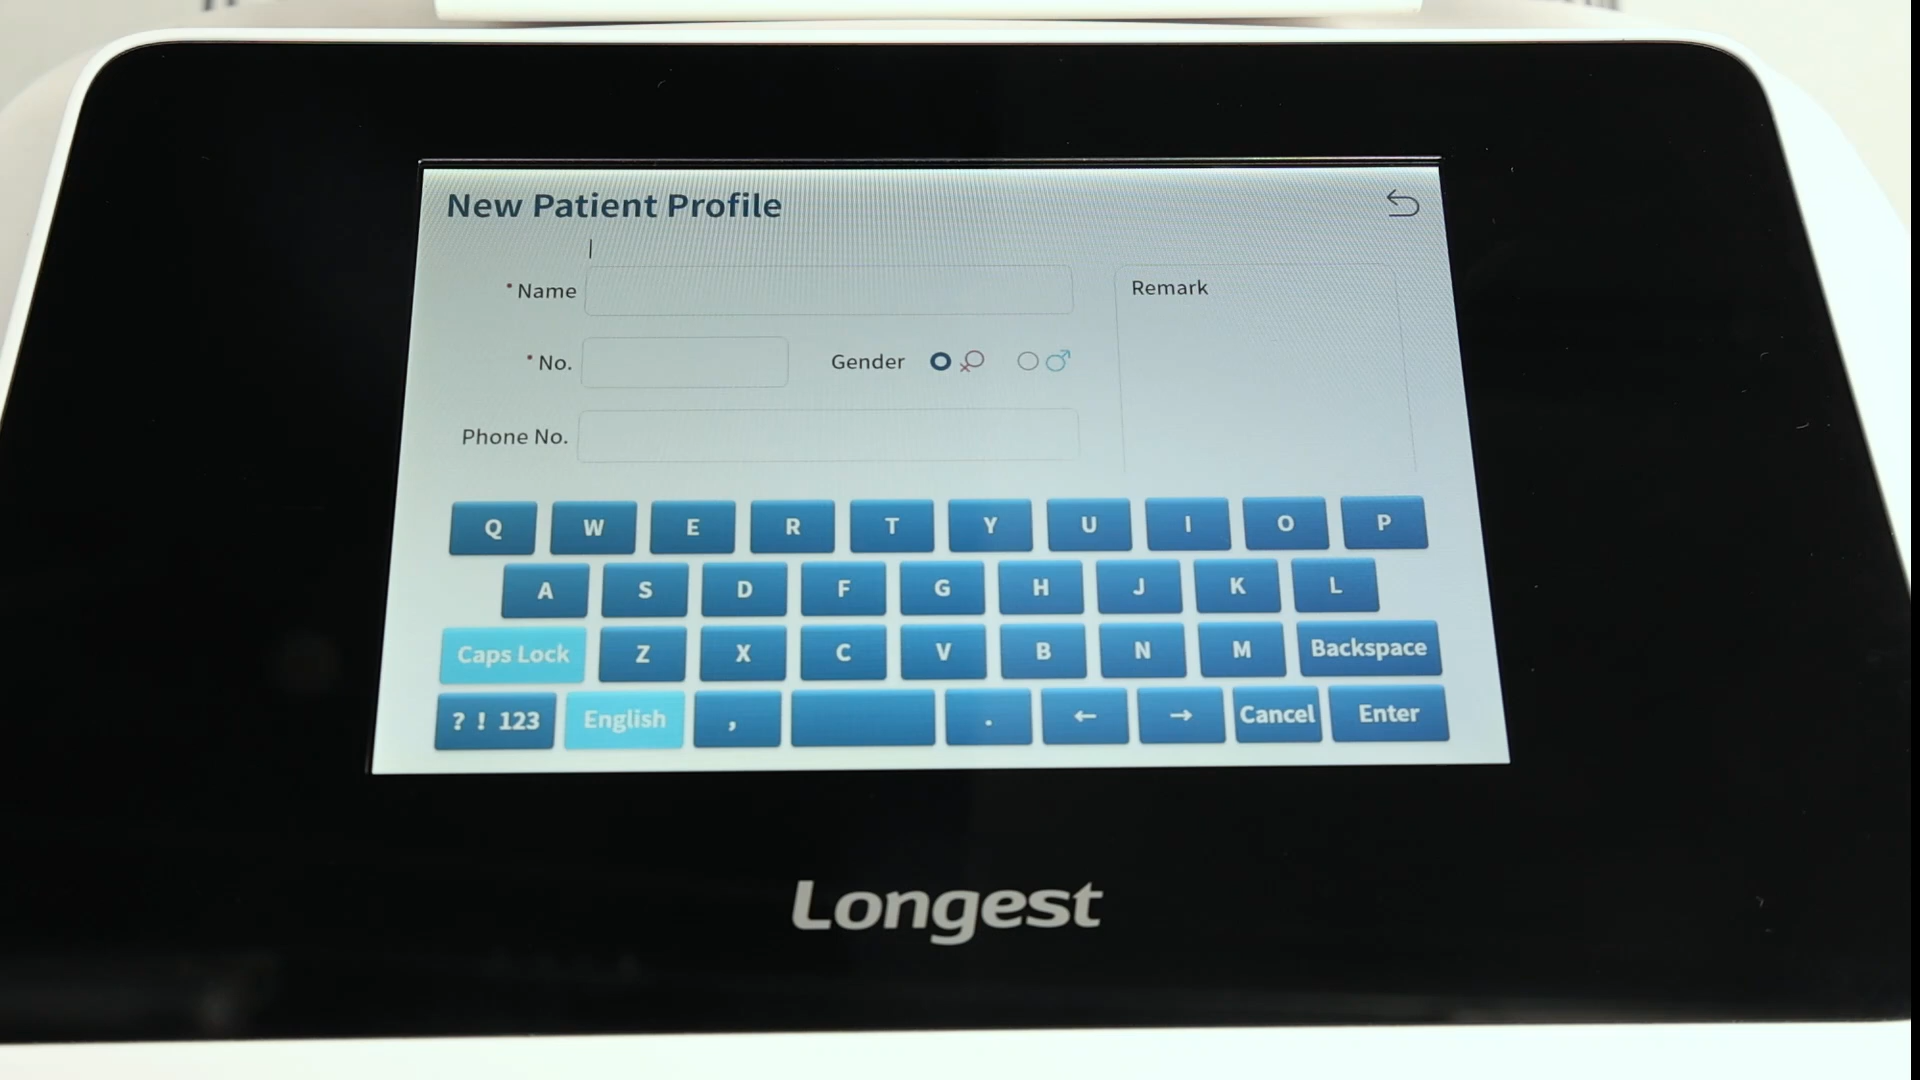 New Patient Profile
* Name
Remark
* No.
Gender
Phone No.
Q W E R T Y U I O P
A S D F G H J K L
Caps Lock Z X C V B N M Backspace
? ! 123 English , . ← → Cancel Enter
Longest